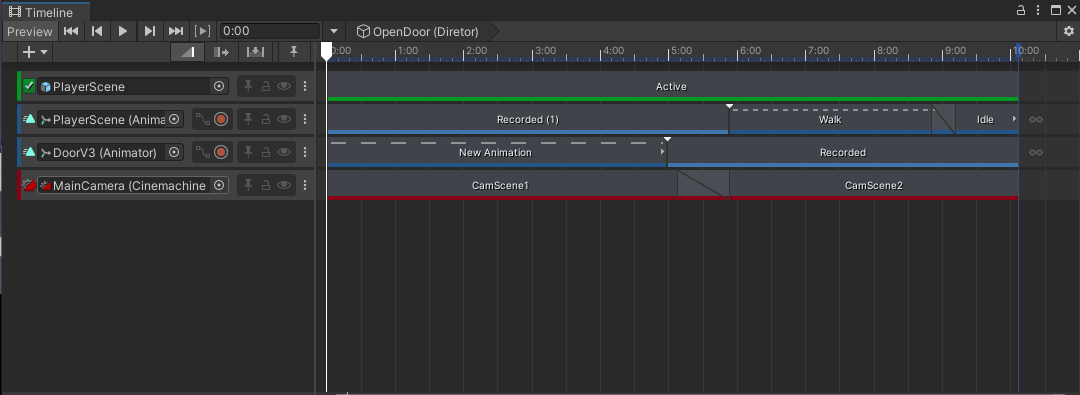 Timeline
Preview
0:00
OpenDoor (Diretor)
0:00 1:00 2:00 3:00 4:00 5:00 6:00 7:00 8:00 9:00 10:00
PlayerScene
Active
PlayerScene (Anima
Recorded (1)
Walk
Idle
DoorV3 (Animator)
New Animation
Recorded
MainCamera (Cinemachine
CamScene1
CamScene2